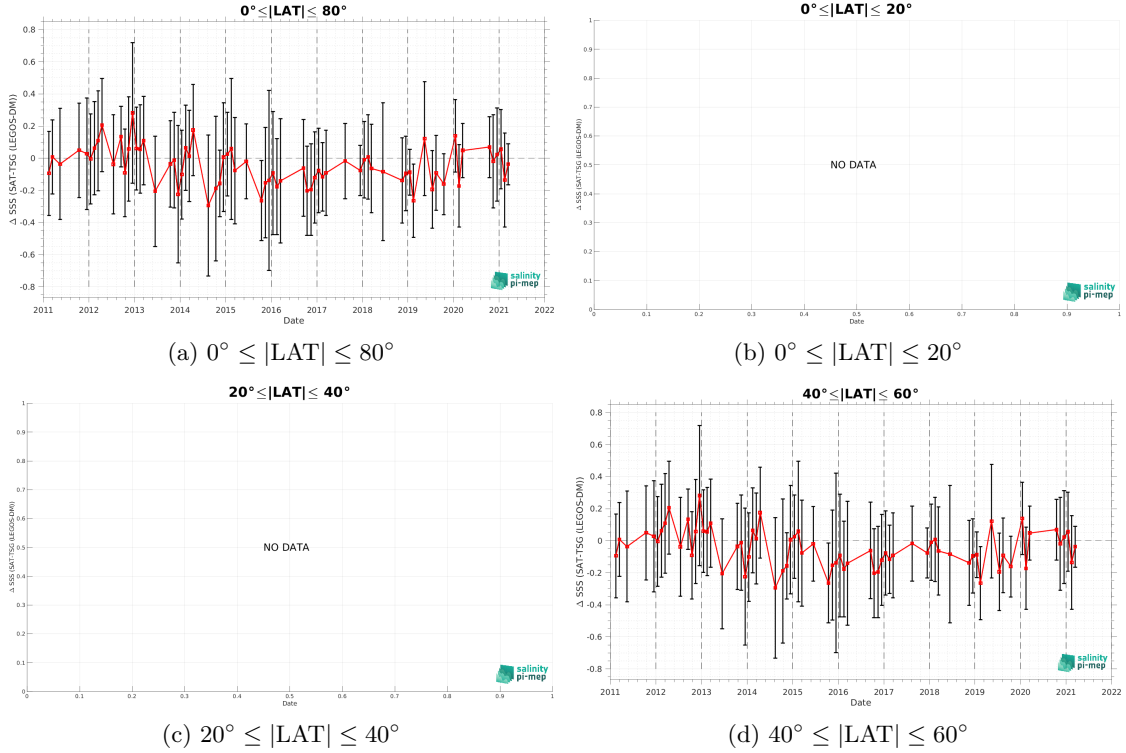 0°≤|LAT|≤ 80°
Δ SSS (SAT-TSG (LEGOS-DM))
0.8
0.6
0.4
0.2
0
-0.2
-0.4
-0.6
-0.8
2011 2012 2013 2014 2015 2016 2017 2018 2019 2020 2021 2022
Date
salinity
pi-mep
(a) 0° ≤ |LAT| ≤ 80°
0°≤|LAT|≤ 20°
Δ SSS (SAT-TSG (LEGOS-DM))
1
0.9
0.8
0.7
0.6
0.5
0.4
0.3
0.2
0.1
0
NO DATA
0 0.1 0.2 0.3 0.4 0.5 0.6 0.7 0.8 0.9 1
Date
salinity
pi-mep
(b) 0° ≤ |LAT| ≤ 20°
20°≤|LAT|≤ 40°
Δ SSS (SAT-TSG (LEGOS-DM))
1
0.9
0.8
0.7
0.6
0.5
0.4
0.3
0.2
0.1
0
NO DATA
0 0.1 0.2 0.3 0.4 0.5 0.6 0.7 0.8 0.9 1
Date
salinity
pi-mep
(c) 20° ≤ |LAT| ≤ 40°
40°≤|LAT|≤ 60°
Δ SSS (SAT-TSG (LEGOS-DM))
0.8
0.6
0.4
0.2
0
-0.2
-0.4
-0.6
-0.8
2011 2012 2013 2014 2015 2016 2017 2018 2019 2020 2021 2022
Date
salinity
pi-mep
(d) 40° ≤ |LAT| ≤ 60°